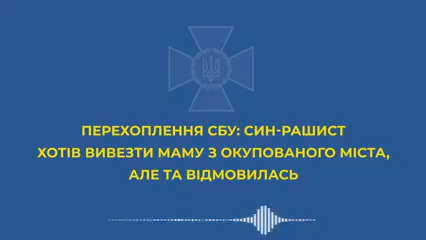 ПЕРЕХОПЛЕННЯ СБУ: СИН-РАШИСТ
ХОТІВ ВИВЕЗТИ МАМУ З ОКУПОВАНОГО МІСТА,
АЛЕ ТА ВІДМОВИЛАСЬ